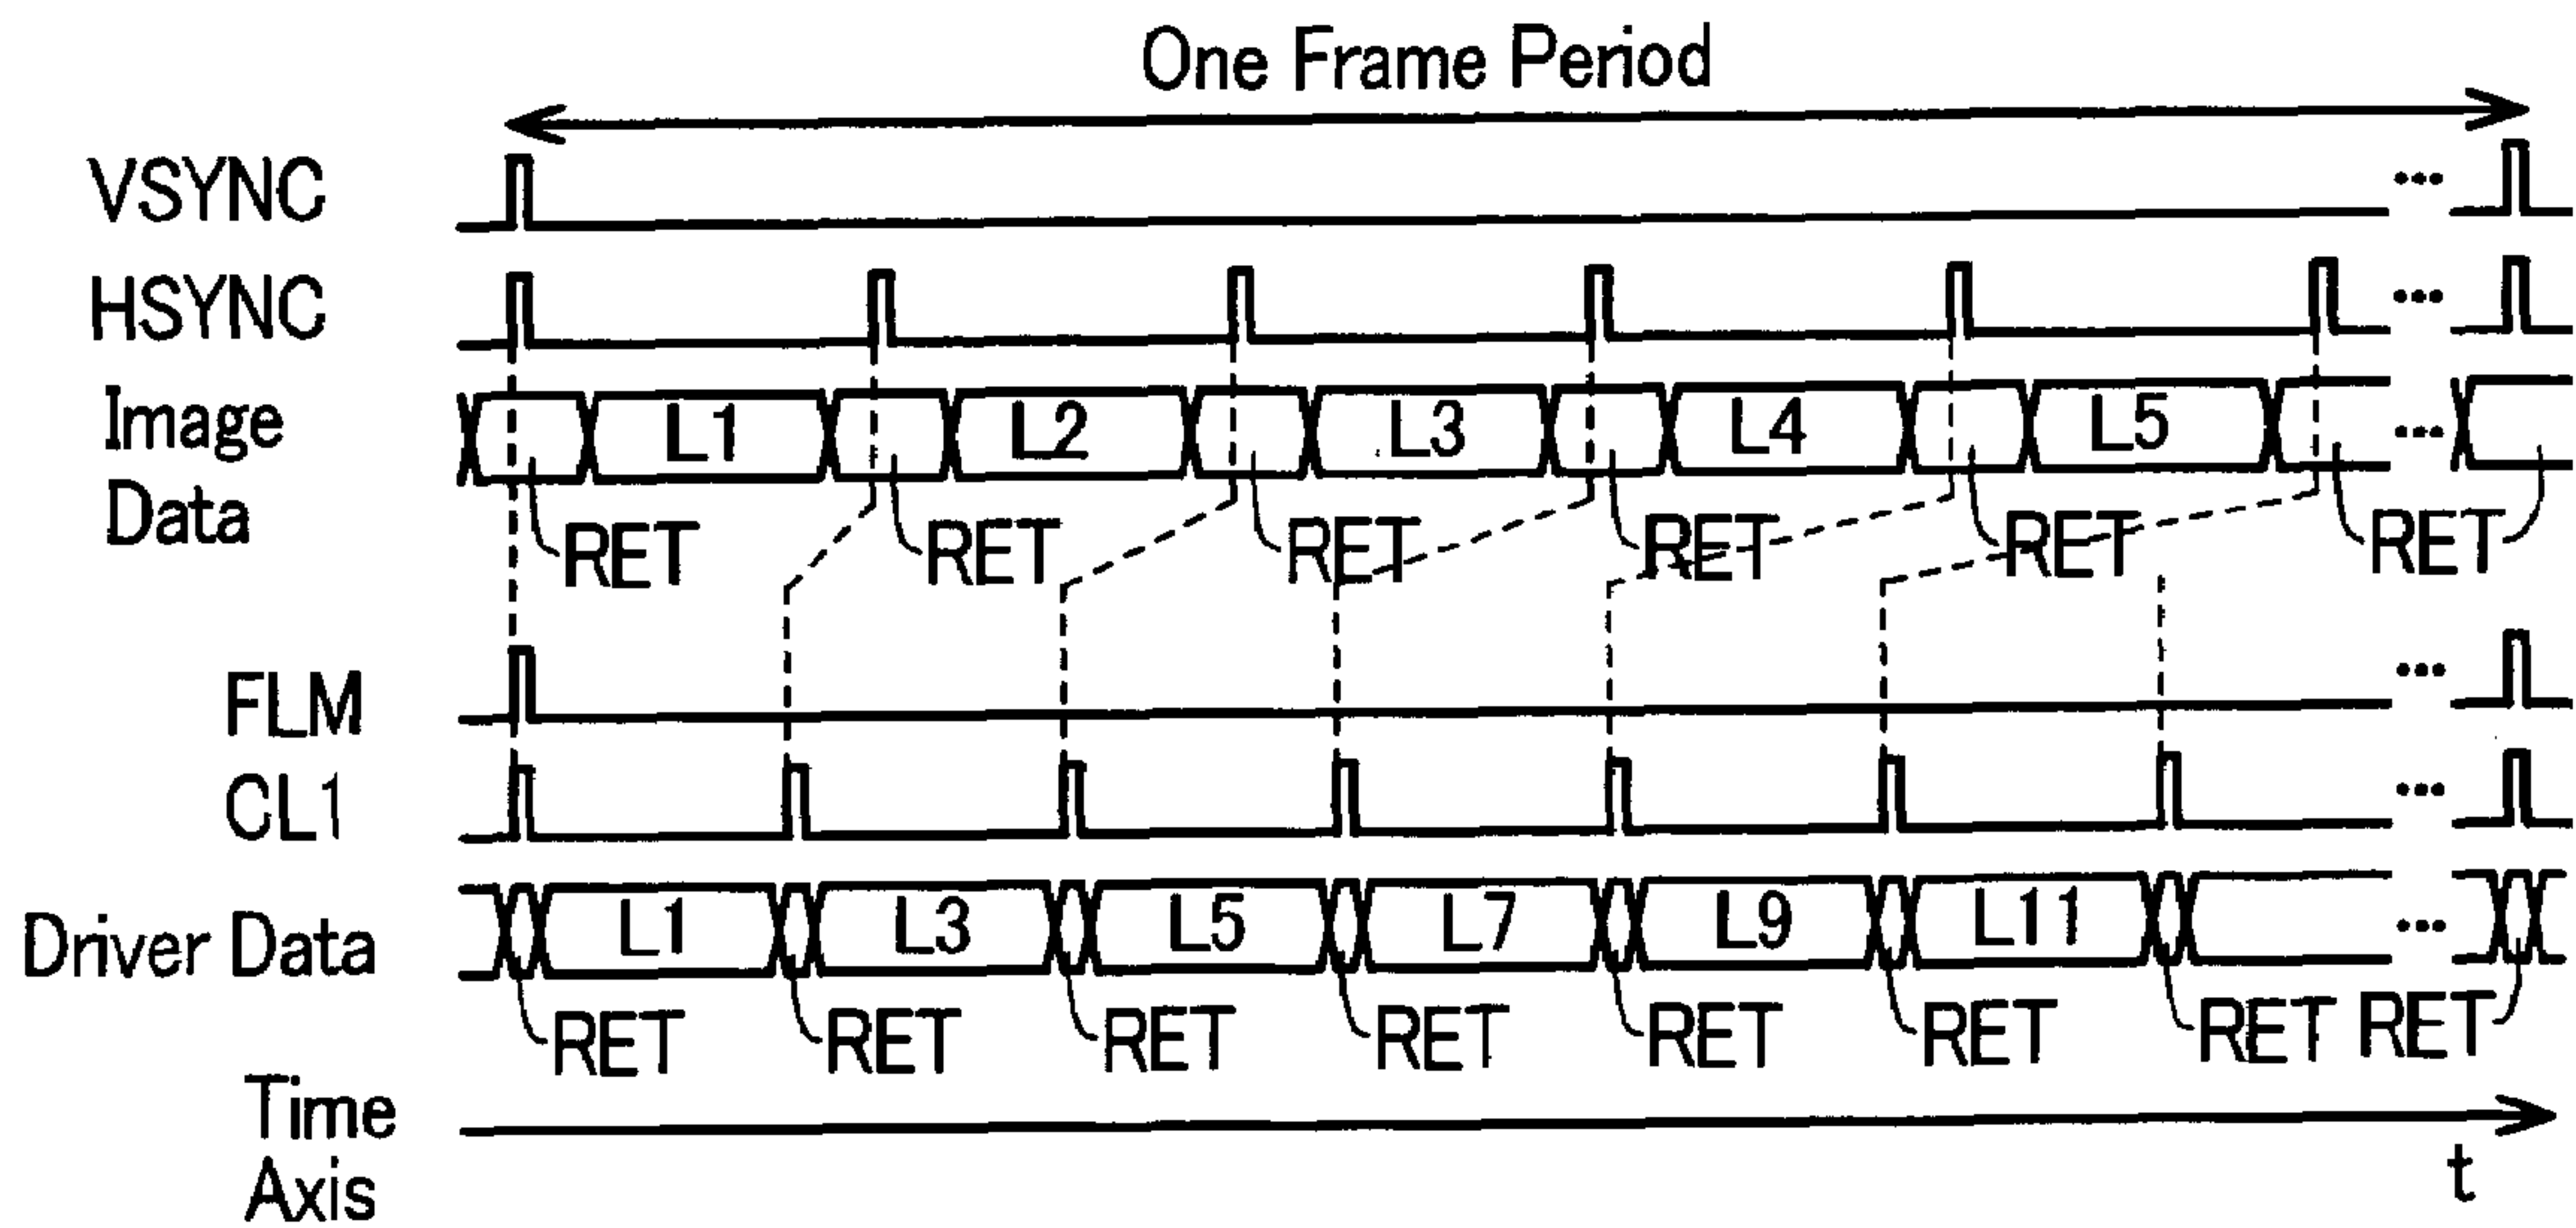 One Frame Period
VSYNC
...
HSYNC
...
Image
Data
L1
L2
L3
L4
L5
...
RET
RET
RET
RET
RET
RET
FLM
...
CL1
...
Driver Data
L1
L3
L5
L7
L9
L11
...
RET
RET
RET
RET
RET
RET
RET
RET
Time
Axis
t